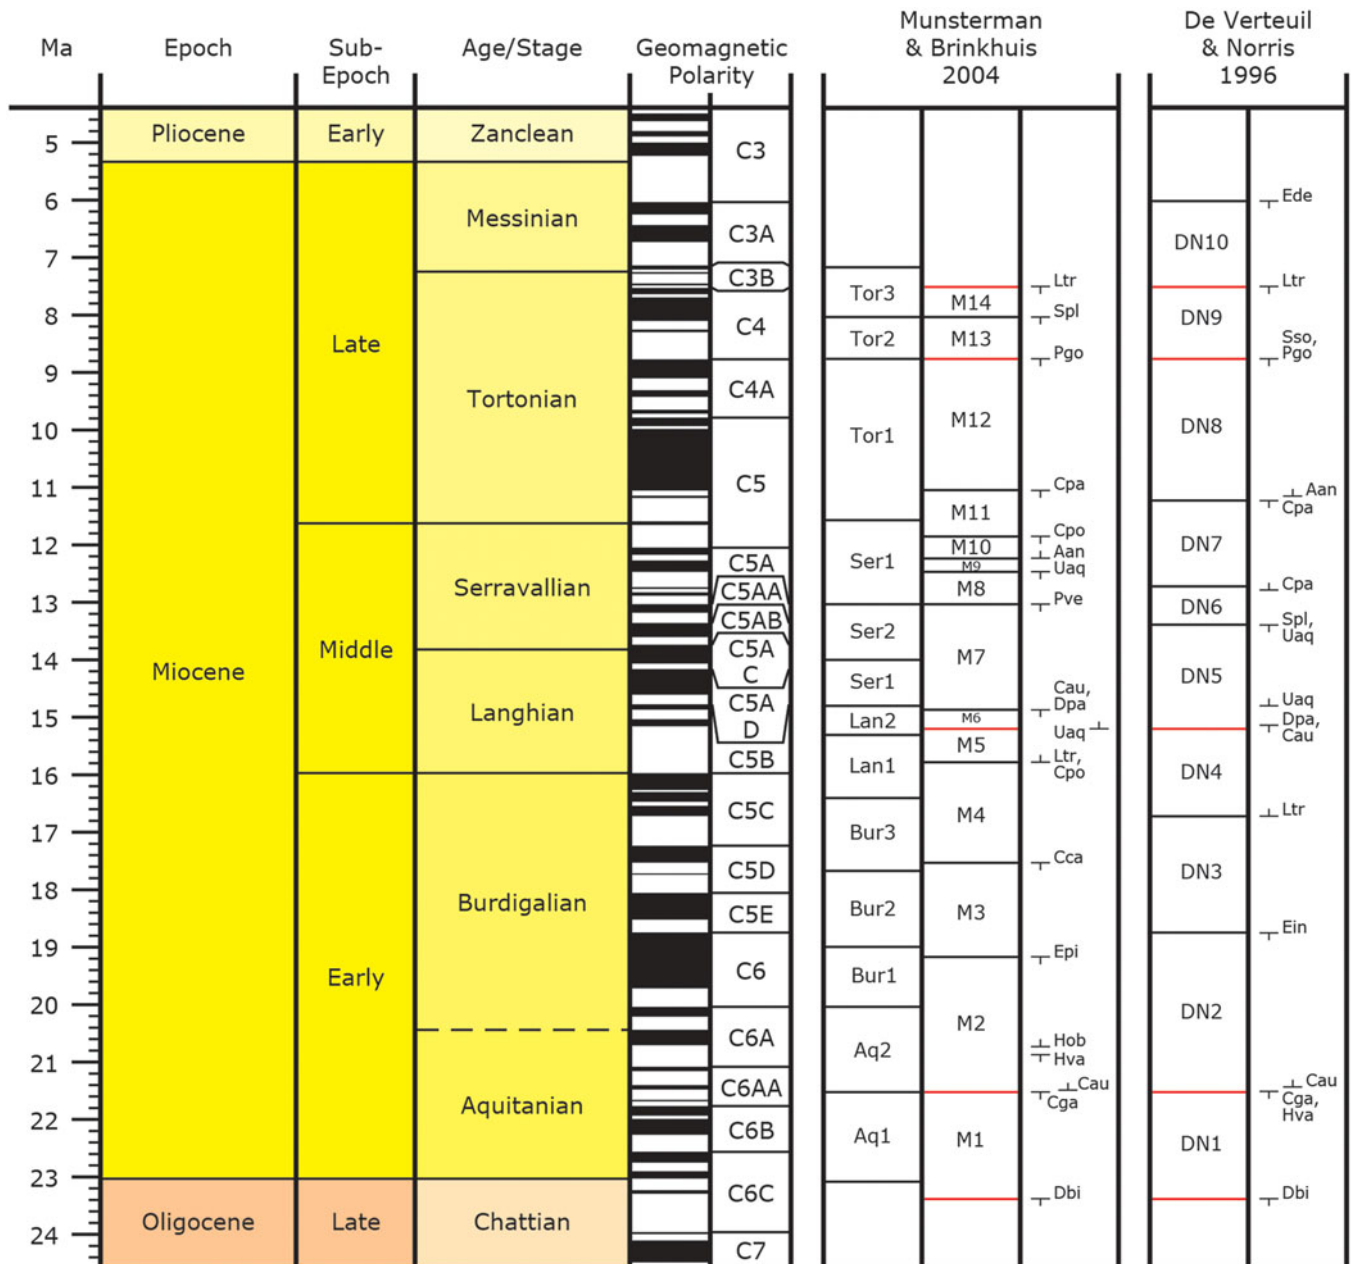 Munsterman
& Brinkhuis
2004
De Verteuil
& Norris
1996
Ma
Epoch
Sub-
Epoch
Age/Stage
Geomagnetic
Polarity
5
6
7
8
9
10
11
12
13
14
15
16
17
18
19
20
21
22
23
24
Pliocene
Miocene
Oligocene
Early
Late
Middle
Early
Late
Zanclean
Messinian
Tortonian
Serravallian
Langhian
Burdigalian
Aquitanian
Chattian
C3
C3A
C3B
C4
C4A
C5
C5A
C5AA
C5AB
C5A
C
C5A
D
C5B
C5C
C5D
C5E
C6
C6A
C6AA
C6B
C6C
C7
Tor3
Tor2
Tor1
Ser1
Ser2
Ser1
Lan2
Lan1
Bur3
Bur2
Bur1
Aq2
Aq1
M14
M13
M12
M11
M10
M9
M8
M7
M6
M5
M4
M3
M2
M1
Ltr
Spl
Pgo
Cpa
Cpo
Aan
Uaq
Pve
Cau,
Dpa
Uaq
Ltr,
Cpo
Cca
Epi
Hob
Hva
Cau
Cga
Dbi
DN10
DN9
DN8
DN7
DN6
DN5
DN4
DN3
DN2
DN1
Ede
Ltr
Sso,
Pgo
Aan
Cpa
Cpa
Spl,
Uaq
Uaq
Dpa,
Cau
Ltr
Ein
Cau
Cga,
Hva
Dbi